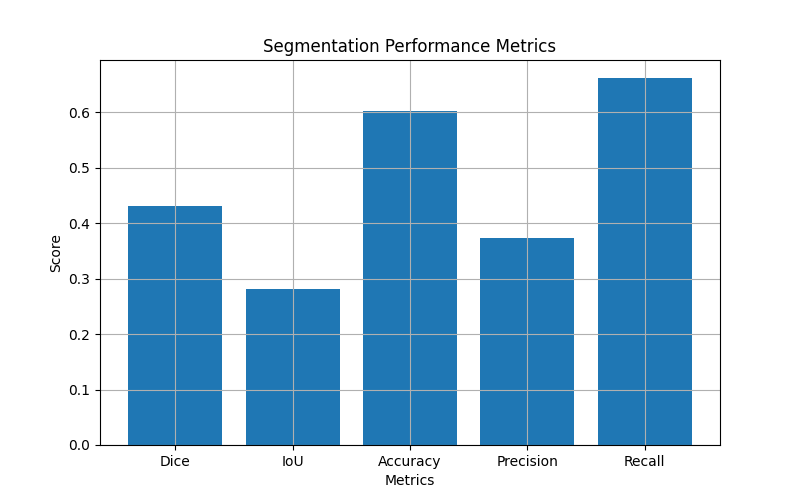 Segmentation Performance Metrics
0.6
0.5
0.4
0.3
0.2
0.1
0.0
Score
Dice IoU Accuracy Precision Recall
Metrics